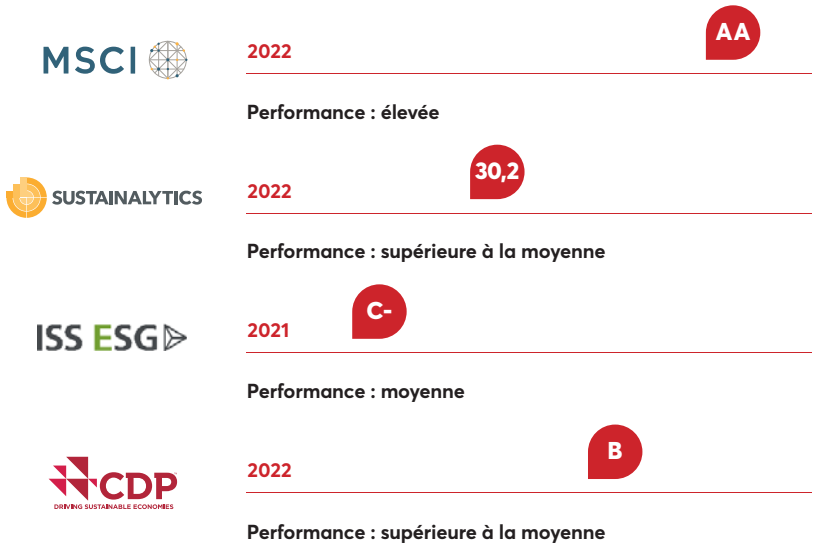 MSCI
2022
AA
Performance : élevée
SUSTAINALYTICS
2022
30,2
Performance : supérieure à la moyenne
ISS ESG
2021
C-
Performance : moyenne
CDP
DRIVING SUSTAINABLE ECONOMIES
2022
B
Performance : supérieure à la moyenne